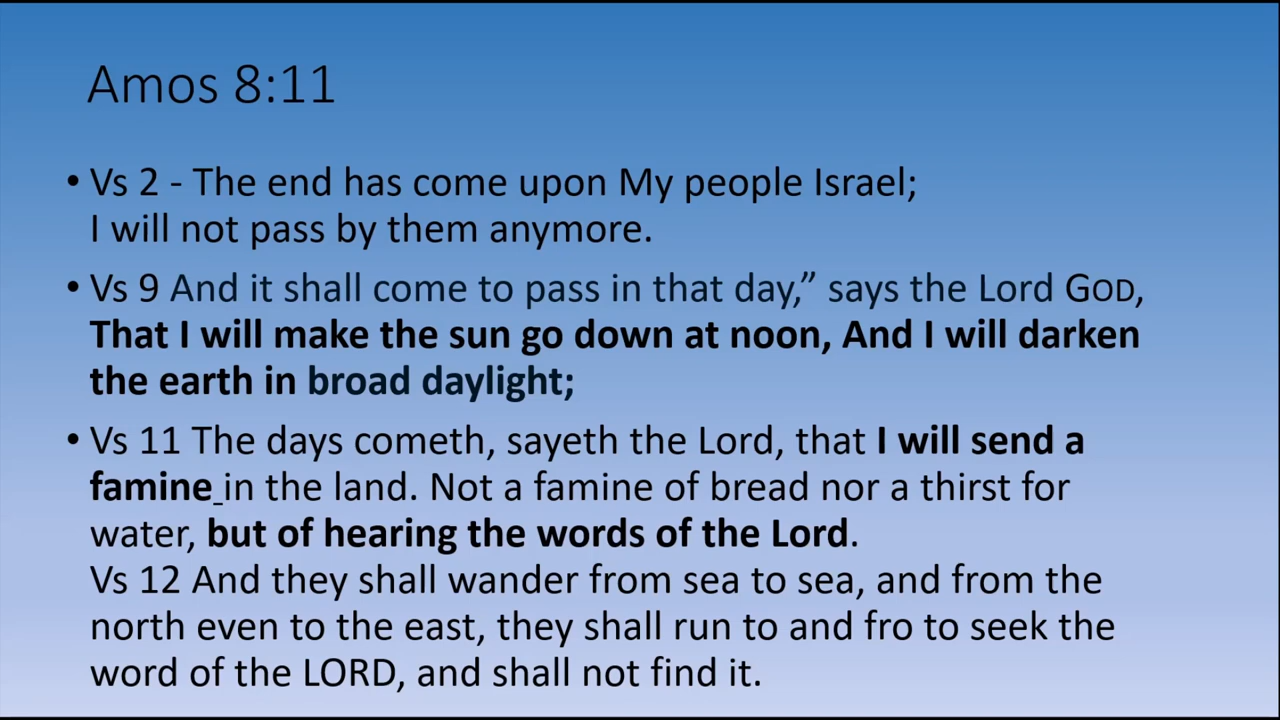 Amos 8:11
• Vs 2 - The end has come upon My people Israel;
I will not pass by them anymore.
• Vs 9 And it shall come to pass in that day,” says the Lord GOD,
That I will make the sun go down at noon, And I will darken
the earth in broad daylight;
• Vs 11 The days cometh, sayeth the Lord, that I will send a
famine in the land. Not a famine of bread nor a thirst for
water, but of hearing the words of the Lord.
Vs 12 And they shall wander from sea to sea, and from the
north even to the east, they shall run to and fro to seek the
word of the LORD, and shall not find it.